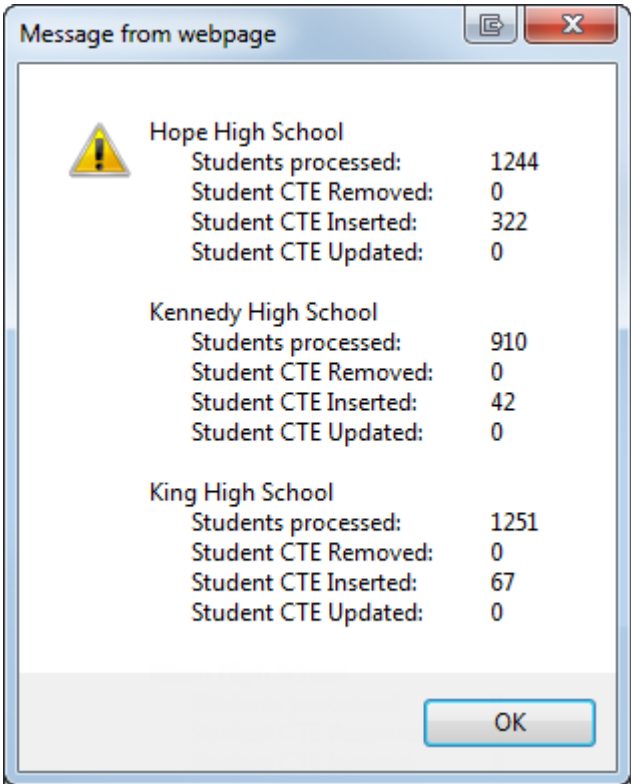 Message from webpage
Hope High School
Students processed: 1244
Student CTE Removed: 0
Student CTE Inserted: 322
Student CTE Updated: 0
Kennedy High School
Students processed: 910
Student CTE Removed: 0
Student CTE Inserted: 42
Student CTE Updated: 0
King High School
Students processed: 1251
Student CTE Removed: 0
Student CTE Inserted: 67
Student CTE Updated: 0
OK